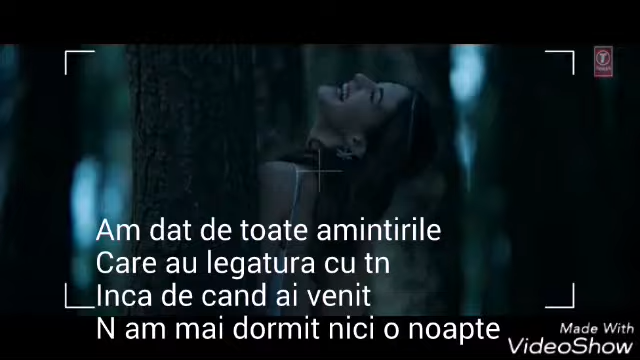 Am dat de toate amintirile
Care au legatura cu tn
Inca de cand ai venit
N am mai dormit nici o noapte
Made With
VideoShow